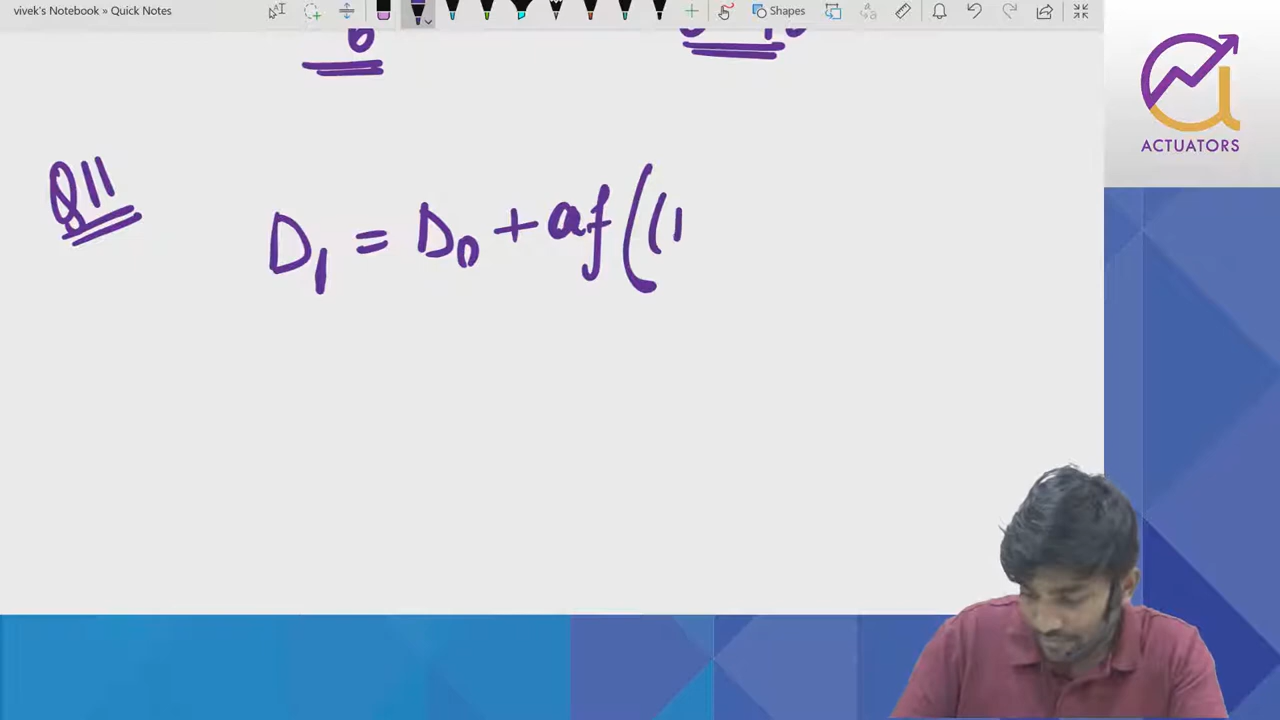 vivek's Notebook » Quick Notes
Shapes
ACTUATORS
Q11
D₁ = D₀ + af((1